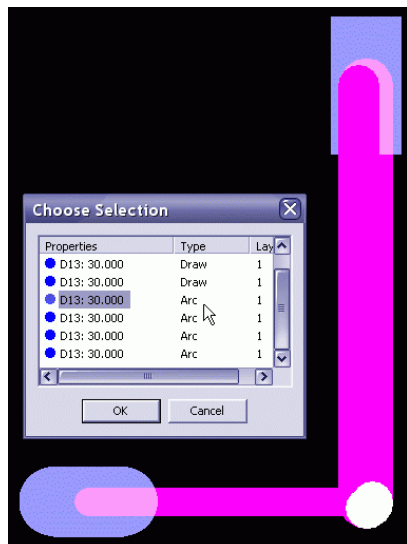 Choose Selection
Properties Type Lay
D13: 30.000 Draw 1
D13: 30.000 Draw 1
D13: 30.000 Arc 1
D13: 30.000 Arc 1
D13: 30.000 Arc 1
D13: 30.000 Arc 1
OK Cancel